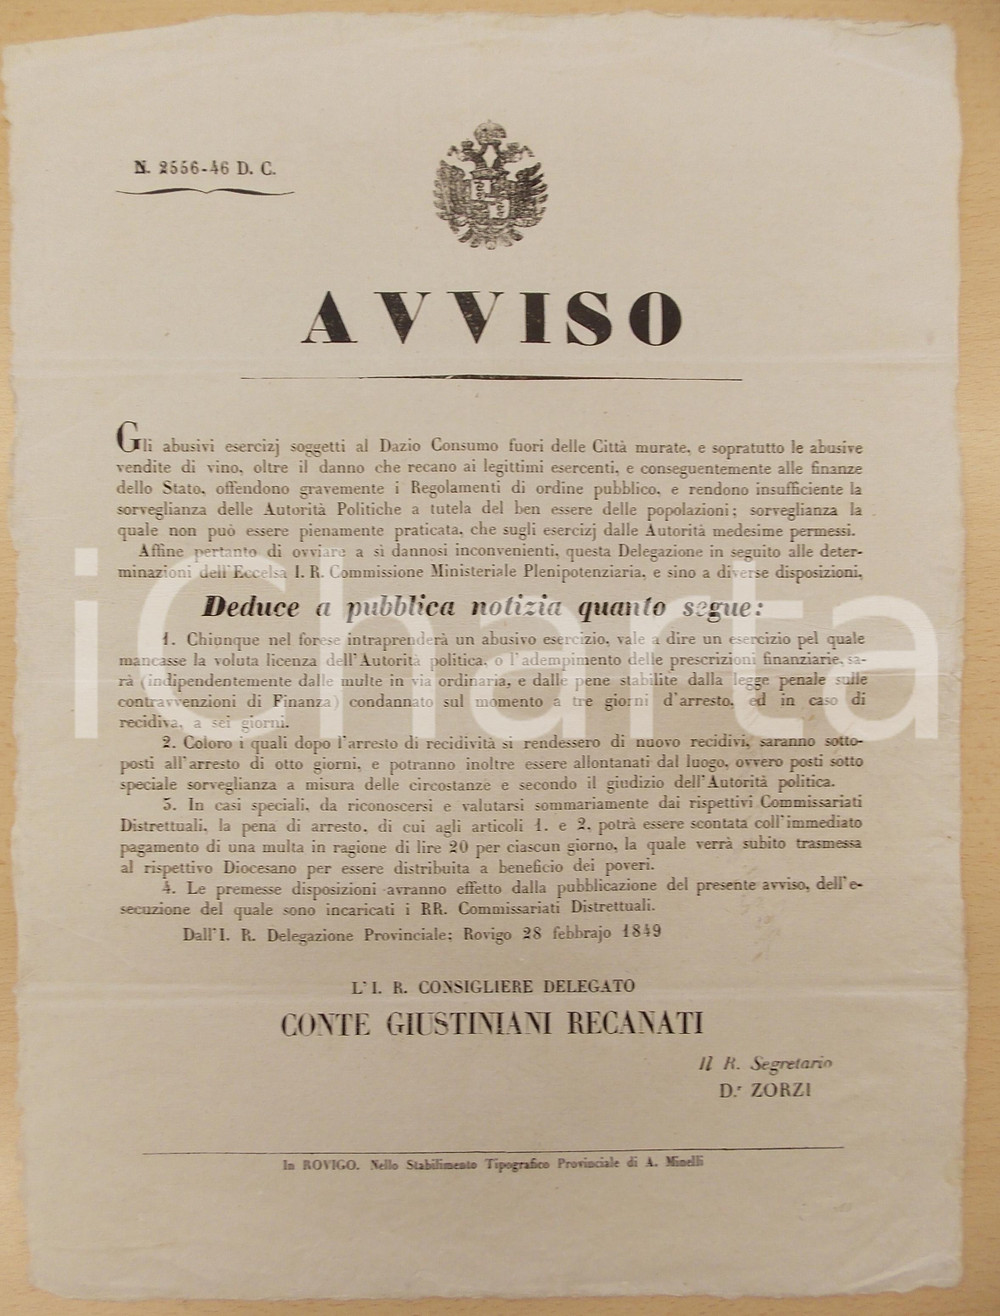 N. 2556-46 D. C.
AVVISO
Gli abusivi esercizj soggetti al Dazio Consumo fuori delle Città murate, e sopratutto le abusive
vendite di vino, oltre il danno che recano ai legittimi esercenti, e conseguentemente alle finanze
dello Stato, offendono gravemente i Regolamenti di ordine pubblico, e rendono insufficiente la
sorveglianza delle Autorità Politiche a tutela del ben essere delle popolazioni; sorveglianza la
quale non può essere pienamente praticata, che sugli esercizj dalle Autorità medesime permessi.
Affine pertanto di ovviare a sì dannosi inconvenienti, questa Delegazione in seguito alle deter-
minazioni dell'Eccelsa I. R. Commissione Ministeriale Plenipotenziaria, e sino a diverse disposizioni,
Deduce a pubblica notizia quanto segue:
1. Chiunque nel forese intraprenderà un abusivo esercizio, vale a dire un esercizio pel quale
mancasse la voluta licenza dell'Autorità politica, o l'adempimento delle prescrizioni finanziarie, sa-
rà (indipendentemente dalle multe in via ordinaria, e dalle pene stabilite dalla legge penale sulle
contravvenzioni di Finanza) condannato sul momento a tre giorni d'arresto, ed in caso di
recidiva, a sei giorni.
2. Coloro i quali dopo l'arresto di recidività si rendessero di nuovo recidivi, saranno sotto-
posti all'arresto di otto giorni, e potranno inoltre essere allontanati dal luogo, ovvero posti sotto
speciale sorveglianza a misura delle circostanze e secondo il giudizio dell'Autorità politica.
3. In casi speciali, da riconoscersi e valutarsi sommariamente dai rispettivi Commissariati
Distrettuali, la pena di arresto, di cui agli articoli 1. e 2. potrà essere scontata coll'immediato
pagamento di una multa in ragione di lire 20 per ciascun giorno, la quale verrà subito trasmessa
al rispettivo Diocesano per essere distribuita a beneficio dei poveri.
4. Le premesse disposizioni avranno effetto dalla pubblicazione del presente avviso, dell'e-
secuzione del quale sono incaricati i RR. Commissariati Distrettuali.
Dall'I. R. Delegazione Provinciale; Rovigo 28 febbrajo 1849
L'I. R. CONSIGLIERE DELEGATO
CONTE GIUSTINIANI RECANATI
Il R. Segretario
D.r ZORZI
In ROVIGO. Nello Stabilimento Tipografico Provinciale di A. Minelli
iCharta